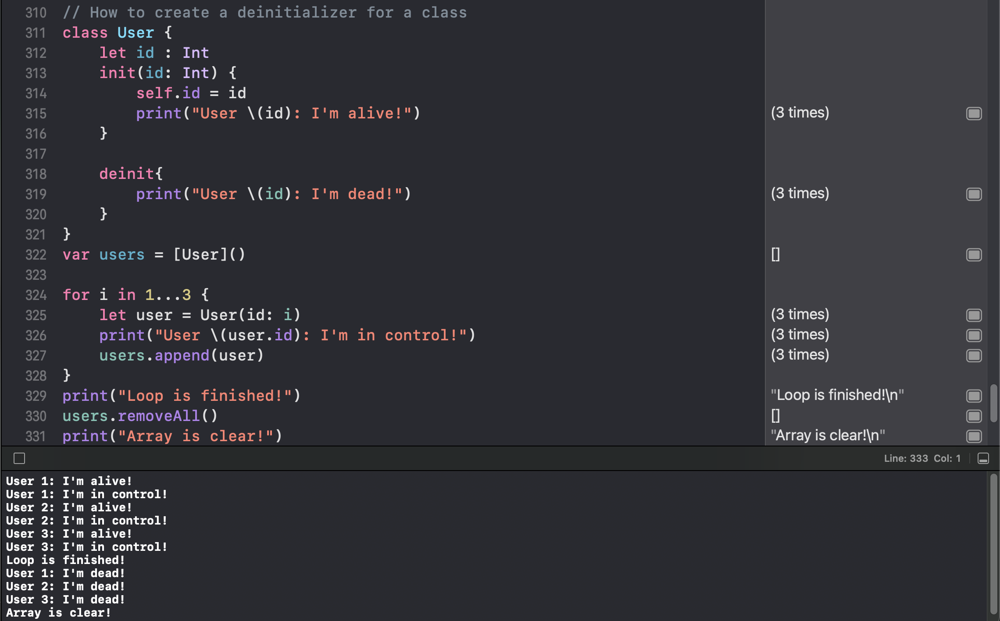 310 // How to create a deinitializer for a class
311 class User {
312     let id : Int
313     init(id: Int) {
314         self.id = id
315         print("User \(id): I'm alive!") (3 times)
316     }
317
318     deinit{
319         print("User \(id): I'm dead!") (3 times)
320     }
321 }
322 var users = [User]() []
323
324 for i in 1...3 {
325     let user = User(id: i) (3 times)
326     print("User \(user.id): I'm in control!") (3 times)
327     users.append(user) (3 times)
328 }
329 print("Loop is finished!") "Loop is finished!\n"
330 users.removeAll() []
331 print("Array is clear!") "Array is clear!\n"
Line: 333 Col: 1
User 1: I'm alive!
User 1: I'm in control!
User 2: I'm alive!
User 2: I'm in control!
User 3: I'm alive!
User 3: I'm in control!
Loop is finished!
User 1: I'm dead!
User 2: I'm dead!
User 3: I'm dead!
Array is clear!